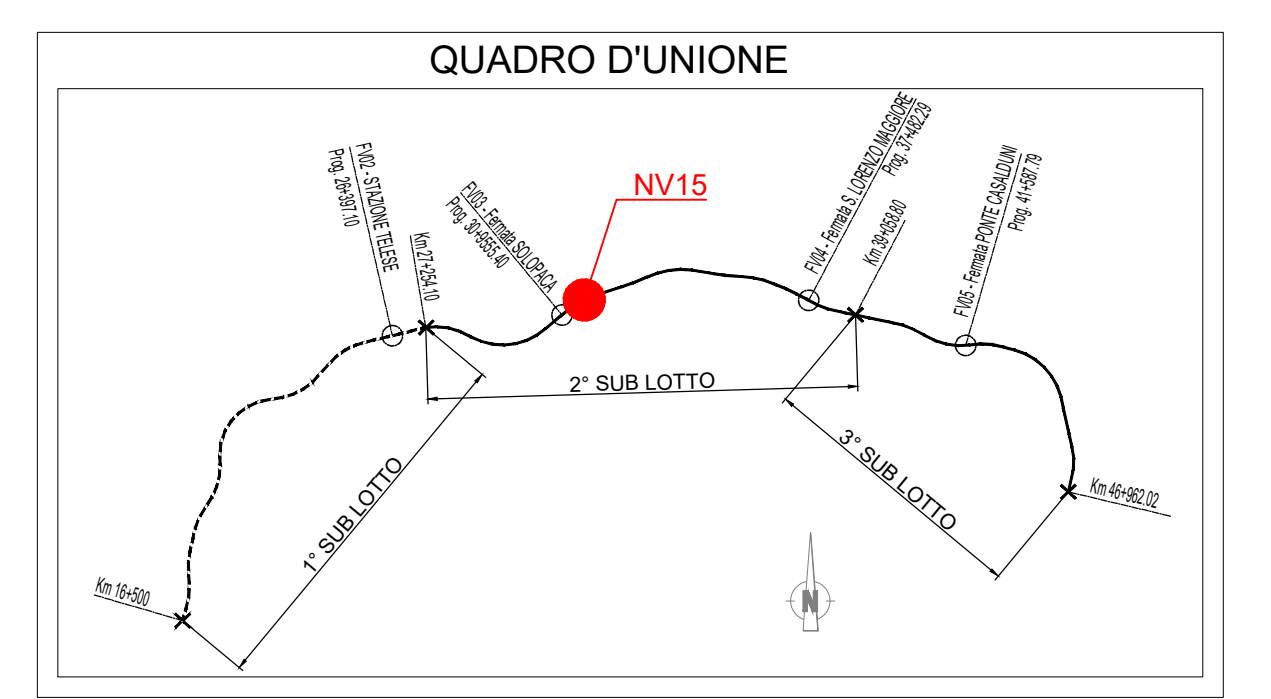 QUADRO D'UNIONE
FV02 - STAZIONE TELESE
Prog. 26+397.10
Km 27+254.10
FV03 - Fermata SOLOPACA
Prog. 30+9555.40
NV15
FV04 - Fermata S. LORENZO MAGGIORE
Prog. 37+482.29
Km 39+058.80
FV05 - Fermata PONTE CASALDUNI
Prog. 41+587.79
2° SUB LOTTO
1° SUB LOTTO
3° SUB LOTTO
Km 46+962.02
Km 16+500
N